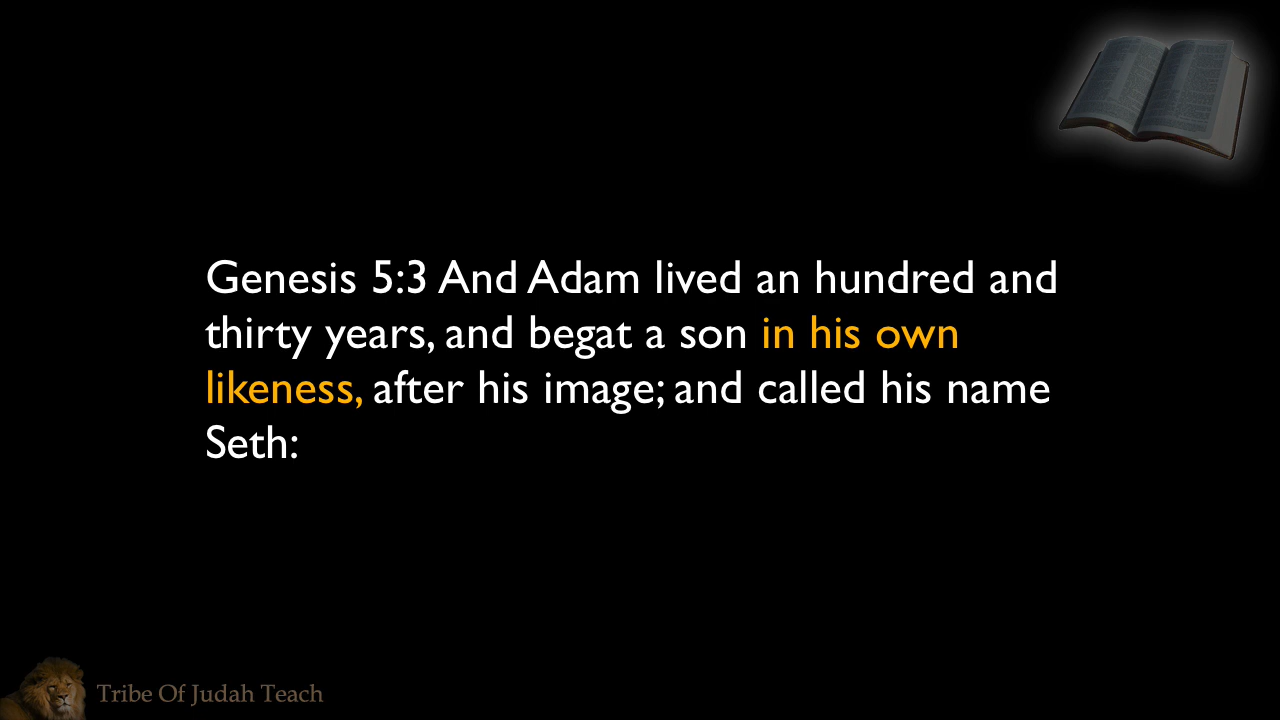 Genesis 5:3 And Adam lived an hundred and
thirty years, and begat a son in his own
likeness, after his image; and called his name
Seth:
Tribe Of Judah Teach